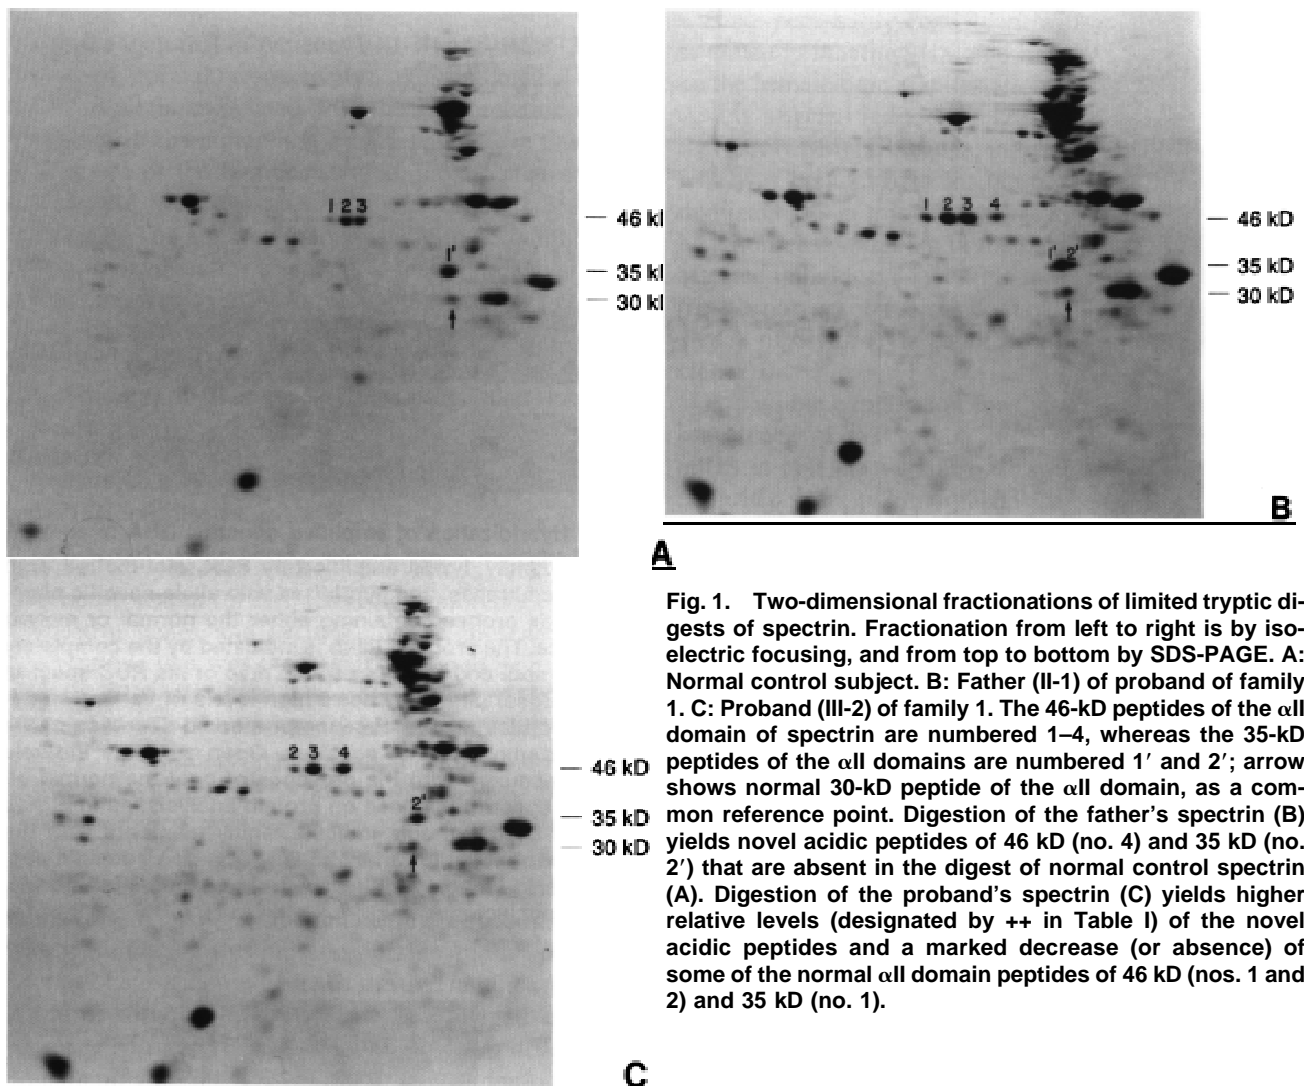 1 2 3
46 kl
1'
35 kl
30 kl
1 2 3 4
46 kD
1' 2'
35 kD
30 kD
B
A
2 3 4
46 kD
2'
35 kD
30 kD
C
Fig. 1. Two-dimensional fractionations of limited tryptic di-
gests of spectrin. Fractionation from left to right is by iso-
electric focusing, and from top to bottom by SDS-PAGE. A:
Normal control subject. B: Father (II-1) of proband of family
1. C: Proband (III-2) of family 1. The 46-kD peptides of the αII
domain of spectrin are numbered 1–4, whereas the 35-kD
peptides of the αII domains are numbered 1′ and 2′; arrow
shows normal 30-kD peptide of the αII domain, as a com-
mon reference point. Digestion of the father's spectrin (B)
yields novel acidic peptides of 46 kD (no. 4) and 35 kD (no.
2′) that are absent in the digest of normal control spectrin
(A). Digestion of the proband's spectrin (C) yields higher
relative levels (designated by ++ in Table I) of the novel
acidic peptides and a marked decrease (or absence) of
some of the normal αII domain peptides of 46 kD (nos. 1 and
2) and 35 kD (no. 1).